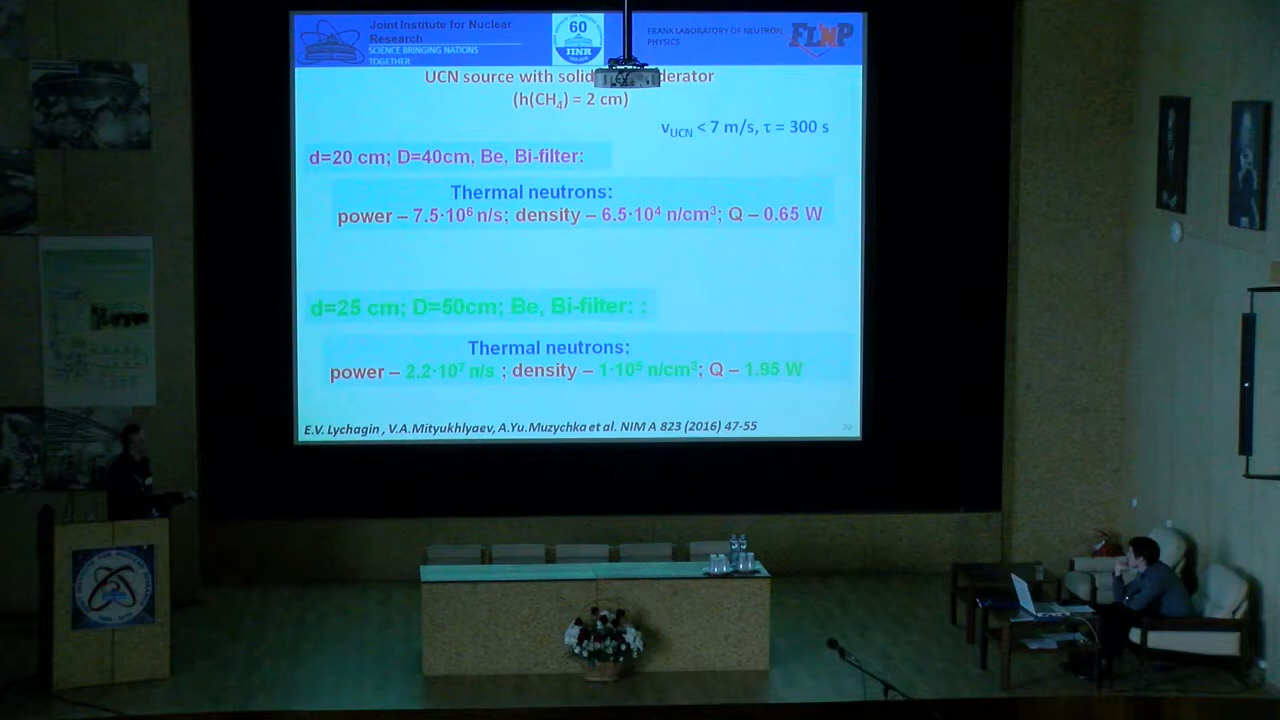 Joint Institute for Nuclear
Research
SCIENCE BRINGING NATIONS
TOGETHER
60
JINR
FRANK LABORATORY OF NEUTRON
PHYSICS
FLNP
UCN source with solid
(h(CH₄) = 2 cm)
v_UCN < 7 m/s, τ = 300 s
d=20 cm; D=40cm, Be, Bi-filter:
Thermal neutrons:
power – 7.5·10⁶ n/s; density – 6.5·10⁴ n/cm³; Q – 0.65 W
d=25 cm; D=50cm; Be, Bi-filter: :
Thermal neutrons:
power – 2.2·10⁷ n/s ; density – 1·10⁵ n/cm³; Q – 1.95 W
E.V. Lychagin , V.A.Mityukhlyaev, A.Yu.Muzychka et al. NIM A 823 (2016) 47-55
20